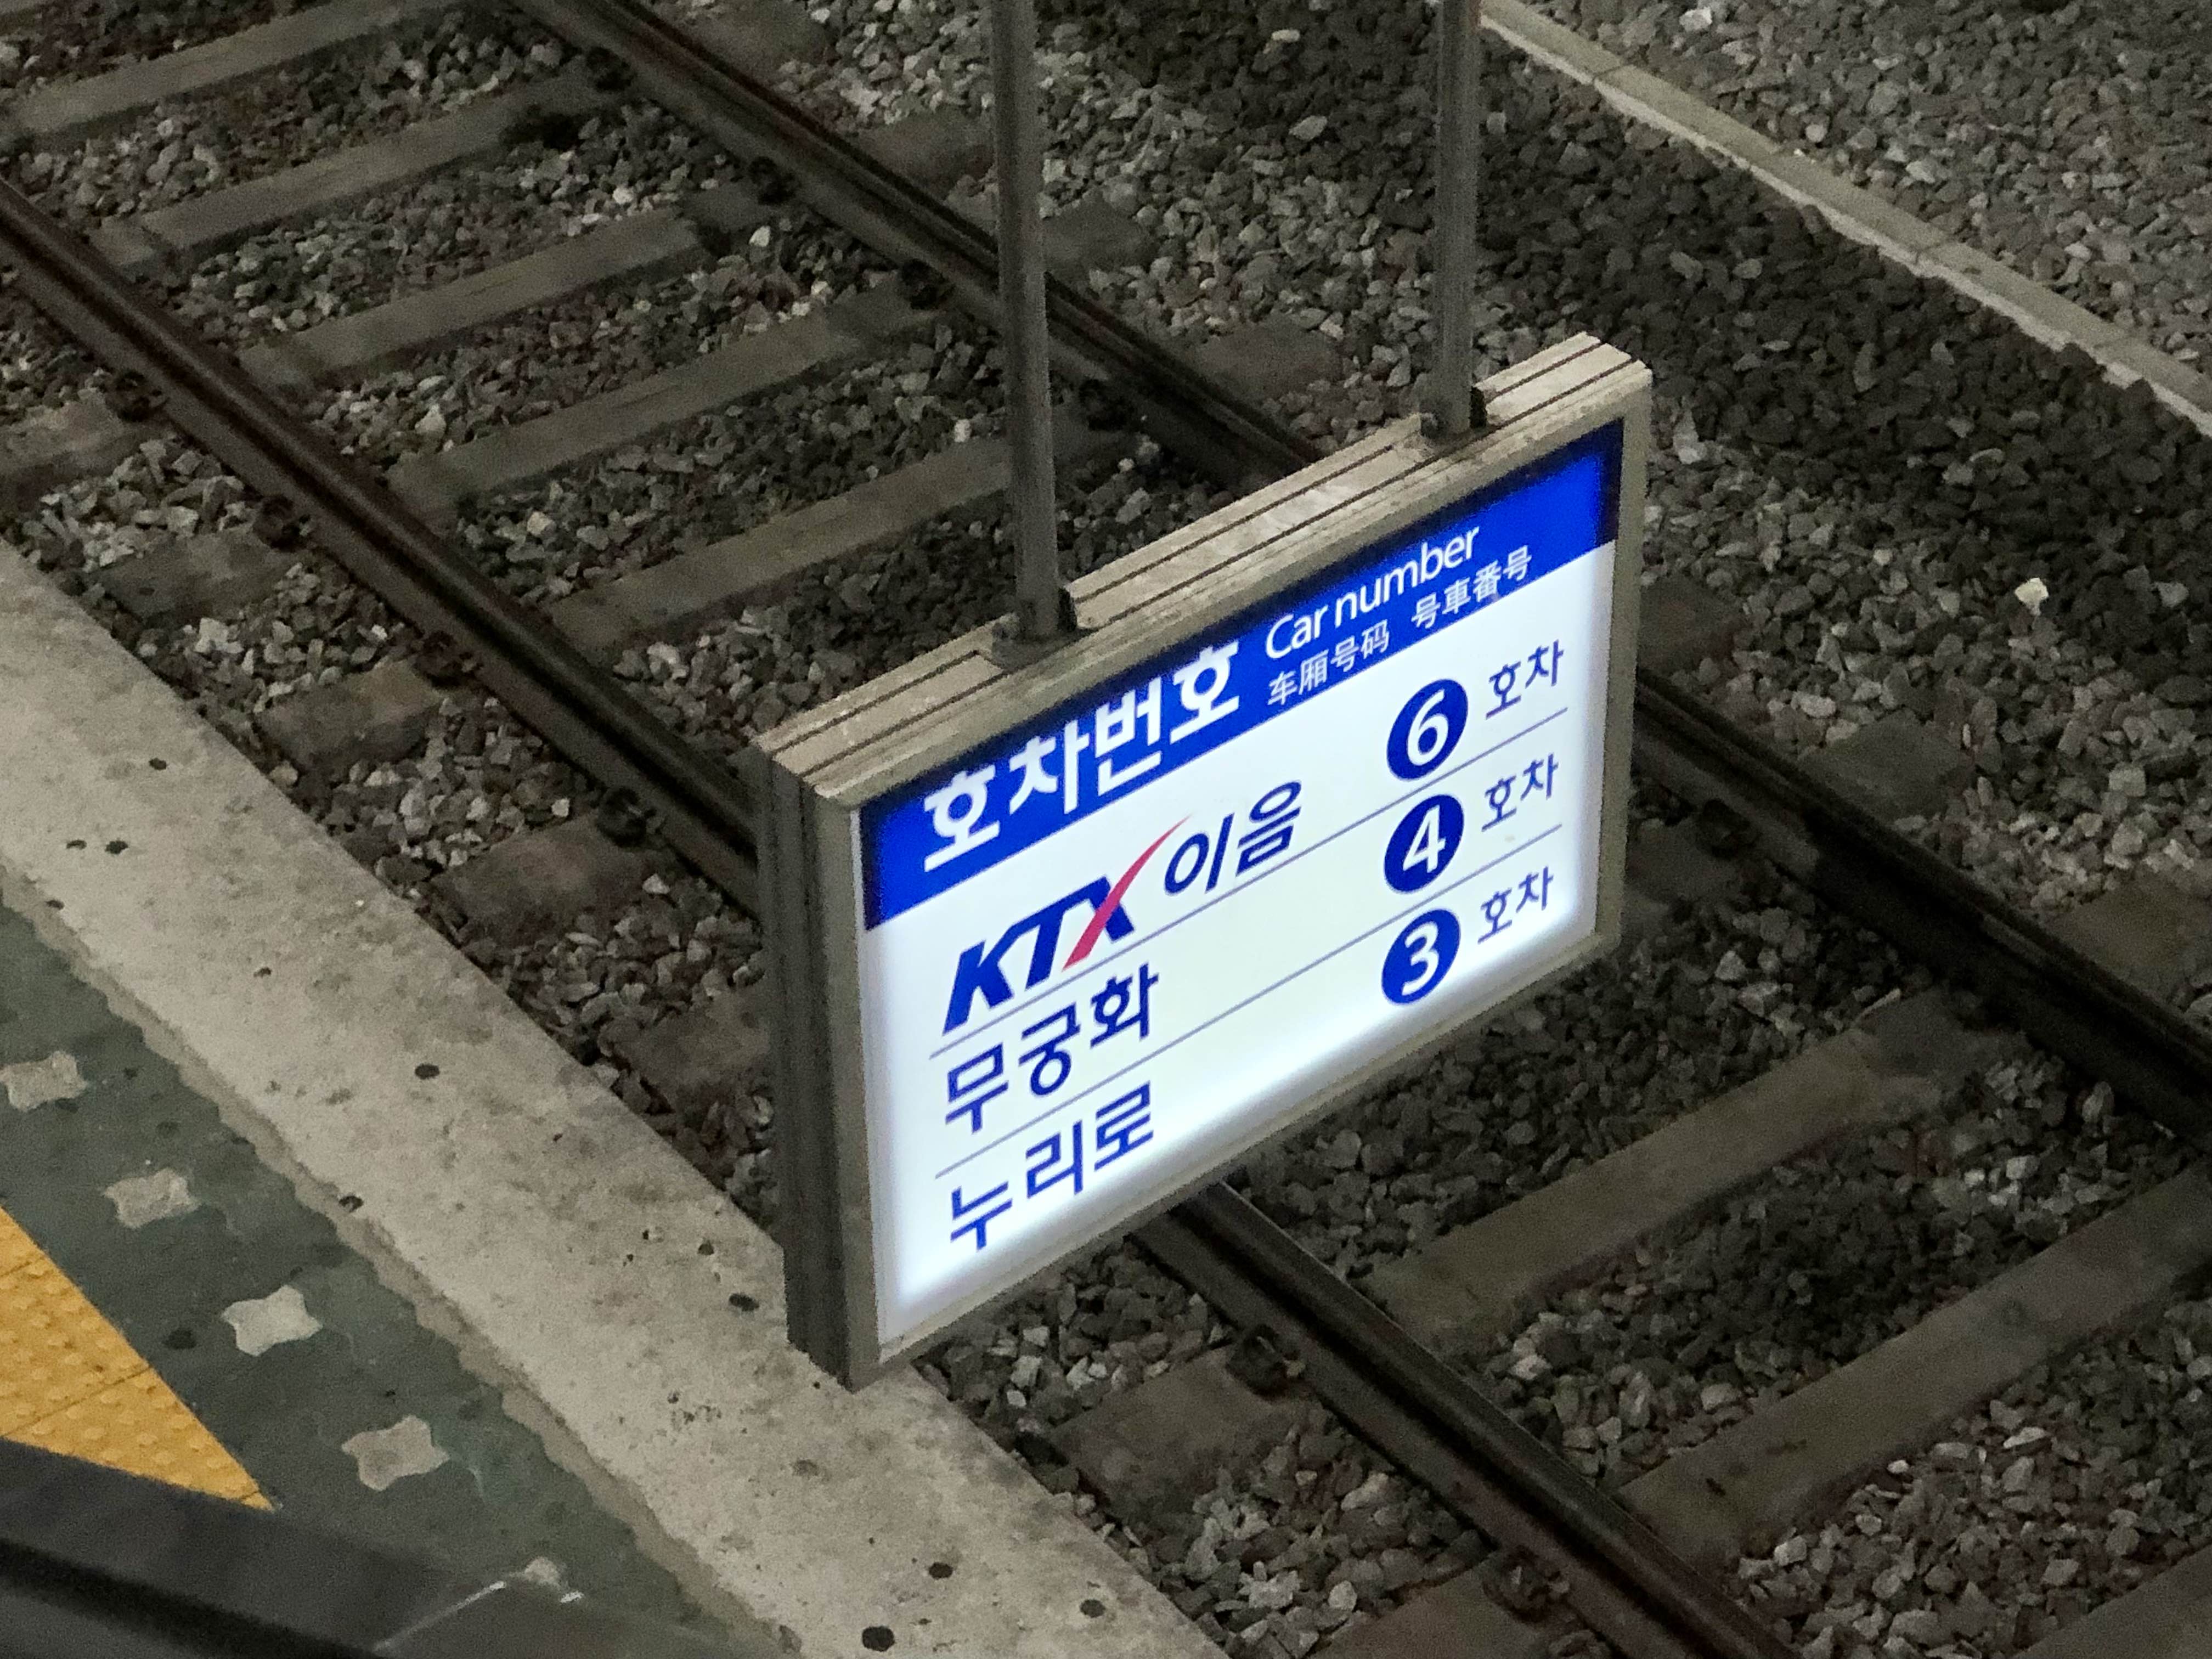 호차번호 Car number
车厢号码 号車番号
KTX 이음 6 호차
무궁화 4 호차
누리로 3 호차